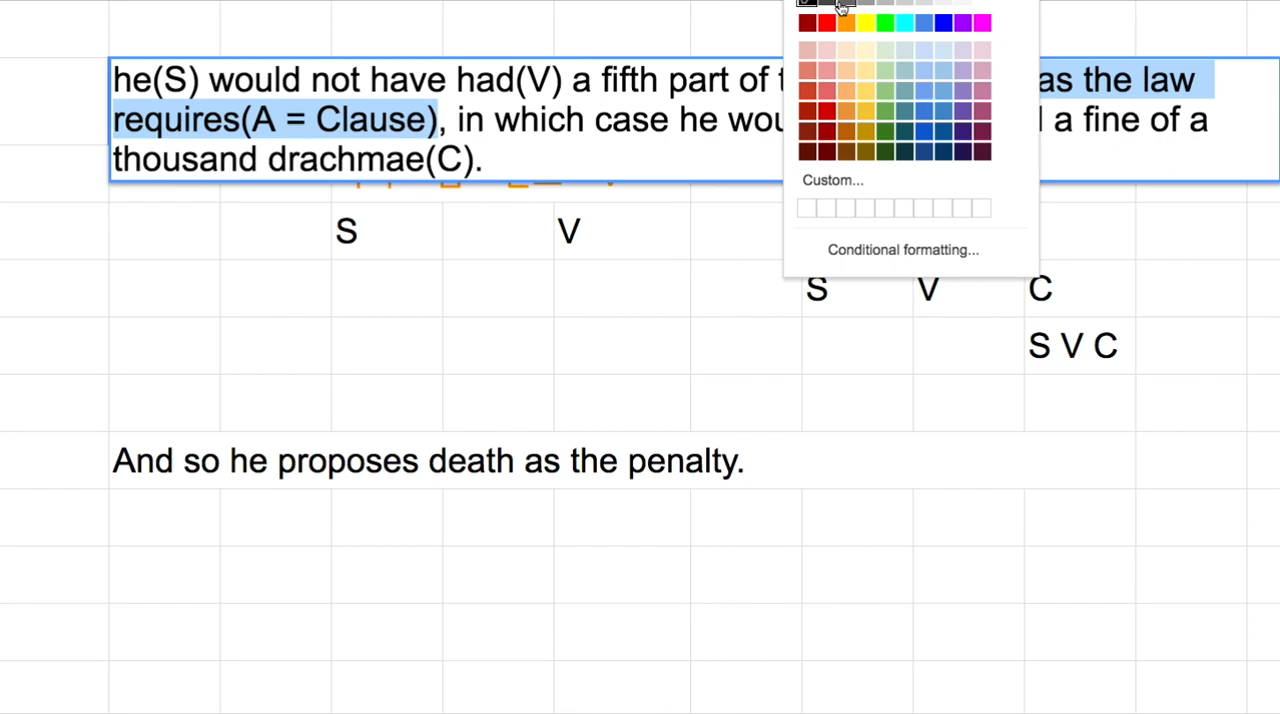 he(S) would not have had(V) a fifth part of as the law
requires(A = Clause), in which case he a fine of a
thousand drachmae(C).
Custom...
S V
Conditional formatting...
S V C
S V C
And so he proposes death as the penalty.